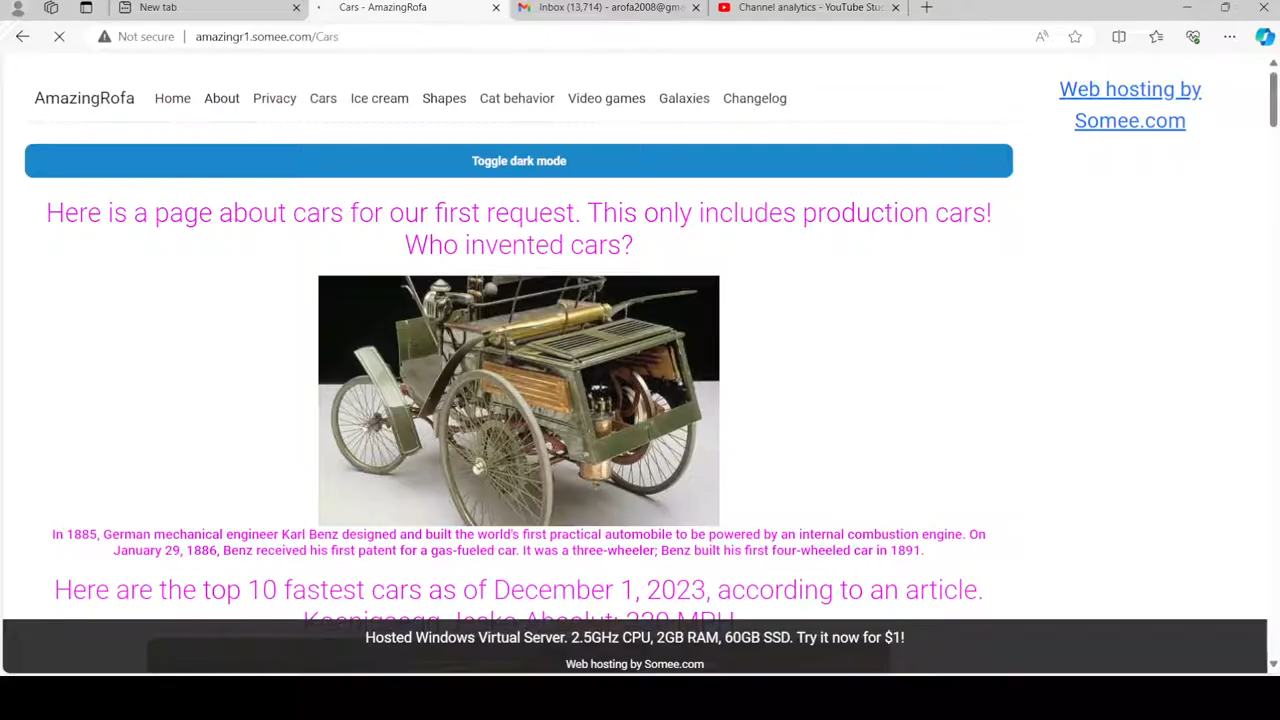 New tab
Cars - AmazingRofa
Inbox (13,714) - arofa2008@gme
Channel analytics - YouTube Stu
Not secure
amazingr1.somee.com/Cars
AmazingRofa
Home
About
Privacy
Cars
Ice cream
Shapes
Cat behavior
Video games
Galaxies
Changelog
Web hosting by
Somee.com
Toggle dark mode
Here is a page about cars for our first request. This only includes production cars!
Who invented cars?
In 1885, German mechanical engineer Karl Benz designed and built the world's first practical automobile to be powered by an internal combustion engine. On
January 29, 1886, Benz received his first patent for a gas-fueled car. It was a three-wheeler; Benz built his first four-wheeled car in 1891.
Here are the top 10 fastest cars as of December 1, 2023, according to an article.
Koenigsegg Jesko Absolut: 330 MPH
Hosted Windows Virtual Server. 2.5GHz CPU, 2GB RAM, 60GB SSD. Try it now for $1!
Web hosting by Somee.com